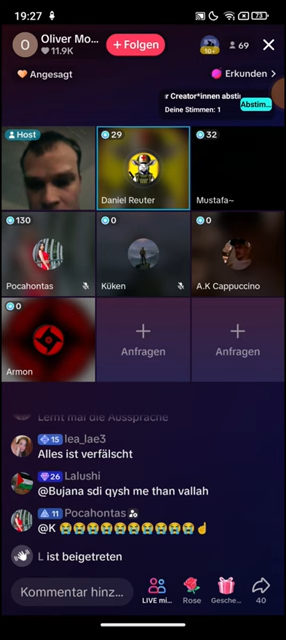 19:27
73
O
Oliver Mo...
11.9K
+ Folgen
10+
69
Angesagt
Erkunden >
r Creator*innen absti
Deine Stimmen: 1
Abstim...
Host
29
32
Daniel Reuter
Mustafa~
130
0
0
Pocahontas
Küken
A.K Cappuccino
0
Armon
Anfragen
Anfragen
Lernt mal die Aussprache
15 lea_lae3
Alles ist verfälscht
26 Lalushi
@Bujana sdi qysh me than vallah
11 Pocahontas
@K 😭😭😭😭😭😭😭😭😭😭☝️
L ist beigetreten
Kommentar hinz...
LIVE mi...
Rose
Gesche...
40